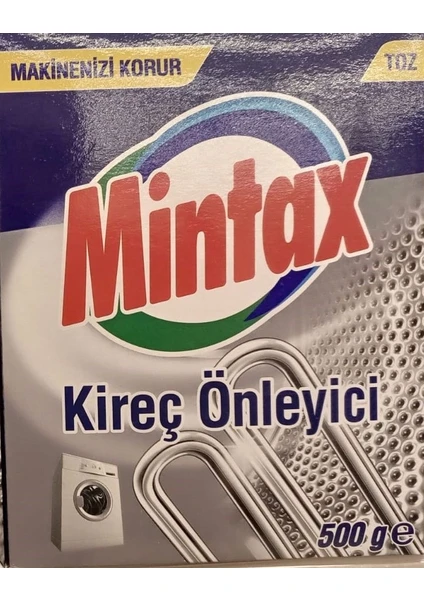 MAKİNENİZİ KORUR
TOZ
Mintax
Kireç Önleyici
500 g e